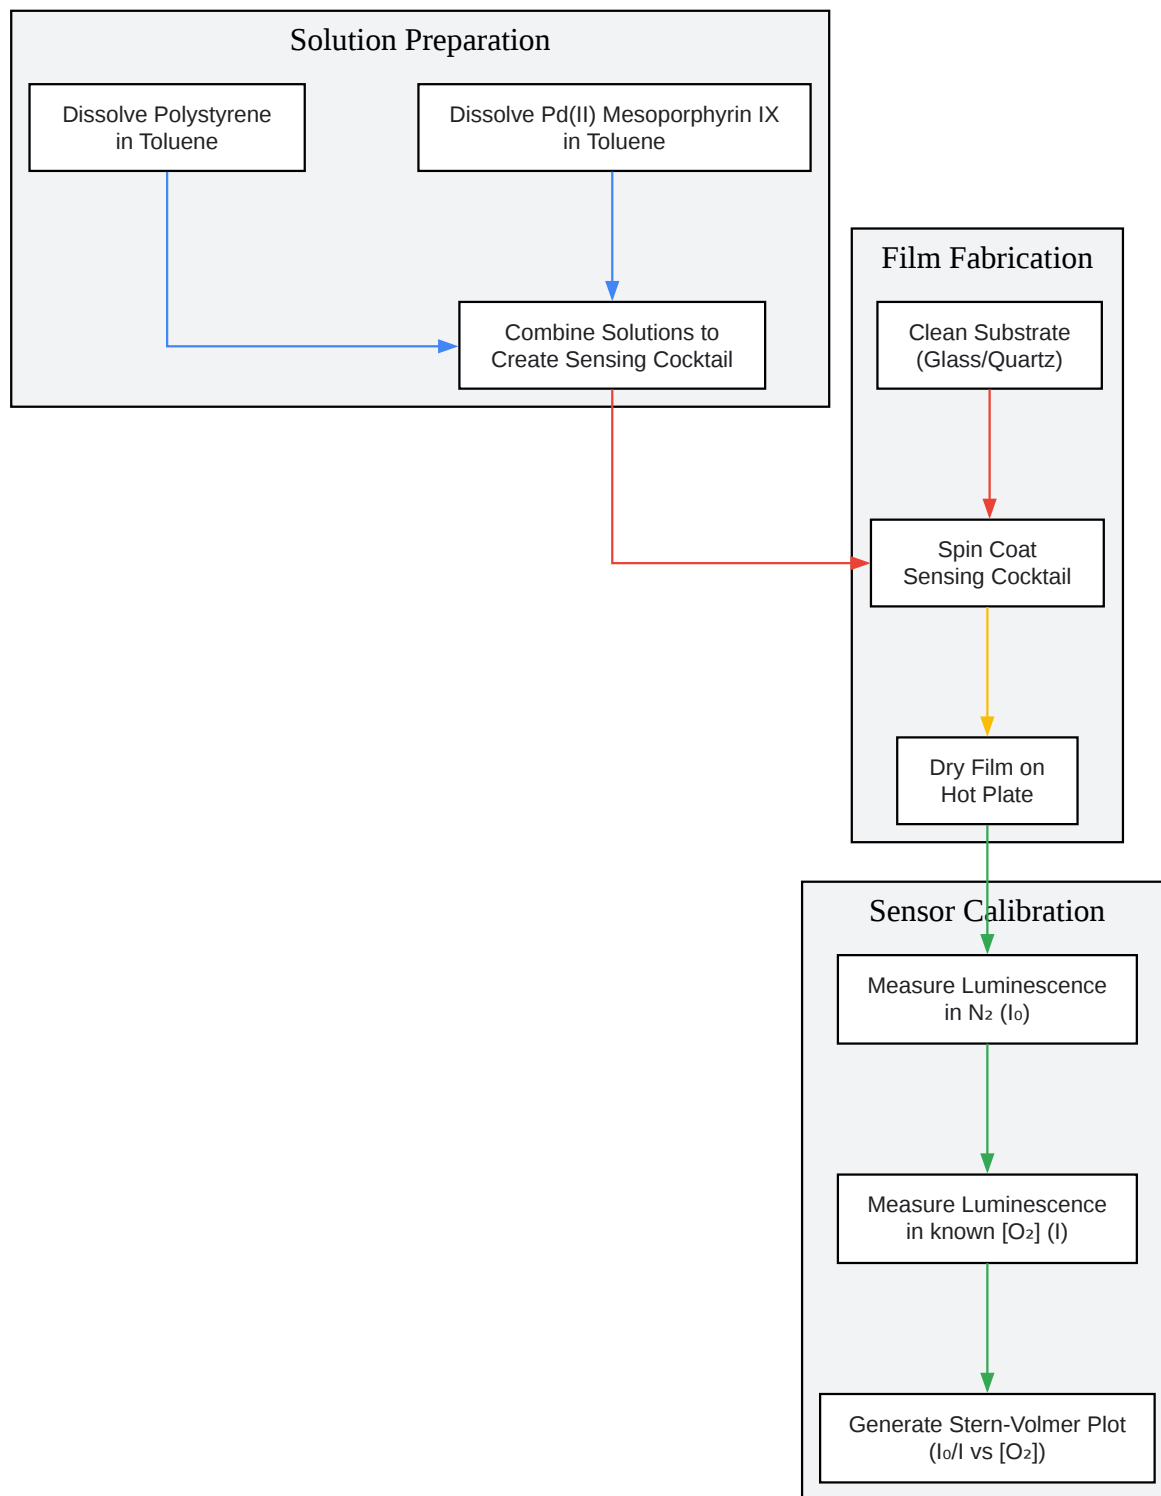 Solution Preparation
Dissolve Polystyrene
in Toluene
Dissolve Pd(II) Mesoporphyrin IX
in Toluene
Combine Solutions to
Create Sensing Cocktail
Film Fabrication
Clean Substrate
(Glass/Quartz)
Spin Coat
Sensing Cocktail
Dry Film on
Hot Plate
Sensor Calibration
Measure Luminescence
in N₂ (I₀)
Measure Luminescence
in known [O₂] (I)
Generate Stern-Volmer Plot
(I₀/I vs [O₂])